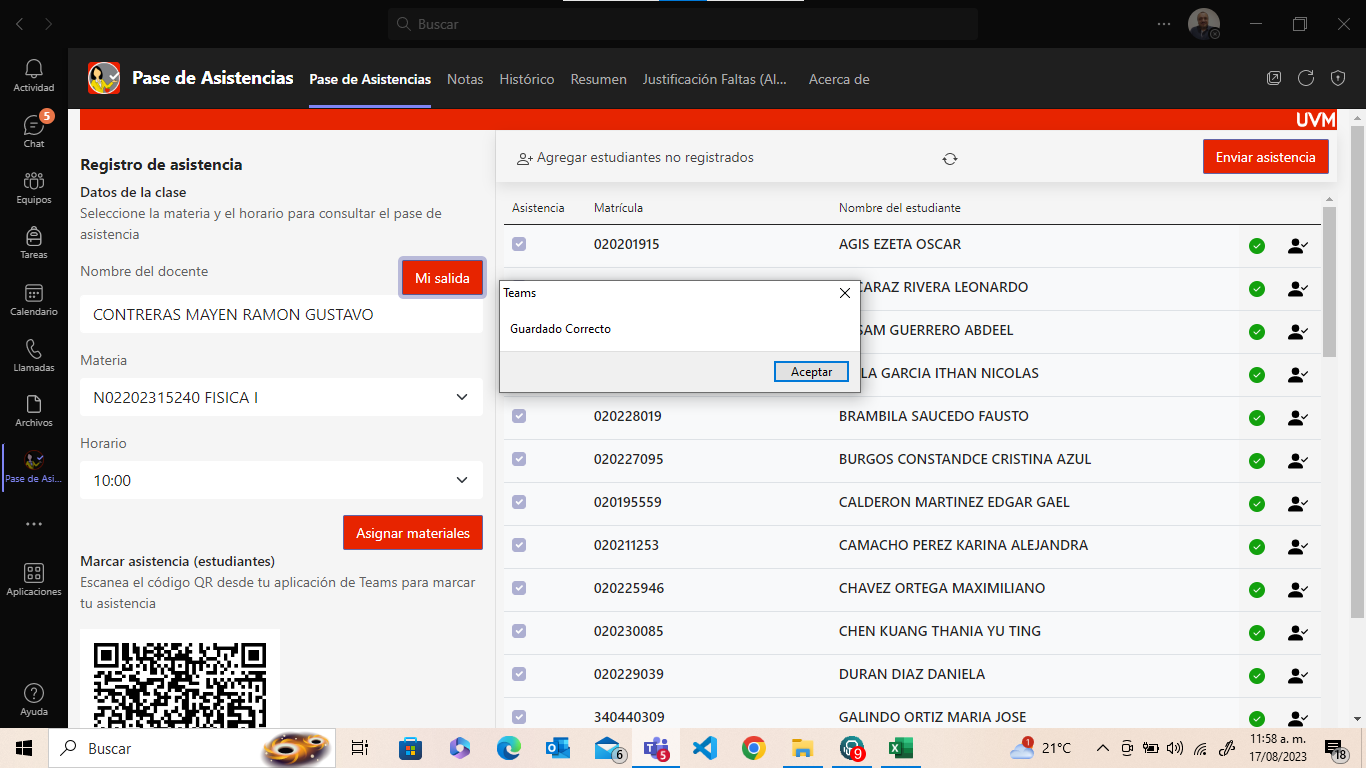 Buscar
Pase de Asistencias
Pase de Asistencias
Notas
Histórico
Resumen
Justificación Faltas (Al...
Acerca de
Actividad
5
Chat
Equipos
Tareas
Calendario
Llamadas
Archivos
Pase de Asi...
Aplicaciones
Ayuda
UVM
Registro de asistencia
Datos de la clase
Seleccione la materia y el horario para consultar el pase de
asistencia
Nombre del docente
Mi salida
CONTRERAS MAYEN RAMON GUSTAVO
Materia
N02202315240 FISICA I
Horario
10:00
Asignar materiales
Marcar asistencia (estudiantes)
Escanea el código QR desde tu aplicación de Teams para marcar
tu asistencia
Agregar estudiantes no registrados
Enviar asistencia
Asistencia Matrícula Nombre del estudiante
020201915 AGIS EZETA OSCAR
CARAZ RIVERA LEONARDO
SAM GUERRERO ABDEEL
LA GARCIA ITHAN NICOLAS
Teams
Guardado Correcto
Aceptar
020228019 BRAMBILA SAUCEDO FAUSTO
020227095 BURGOS CONSTANDCE CRISTINA AZUL
020195559 CALDERON MARTINEZ EDGAR GAEL
020211253 CAMACHO PEREZ KARINA ALEJANDRA
020225946 CHAVEZ ORTEGA MAXIMILIANO
020230085 CHEN KUANG THANIA YU TING
020229039 DURAN DIAZ DANIELA
340440309 GALINDO ORTIZ MARIA JOSE
Buscar
6
5
9
1
21°C
11:58 a. m.
17/08/2023
18